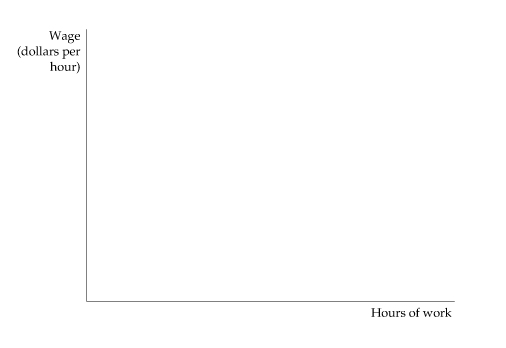 Wage
(dollars per
hour)
Hours of work